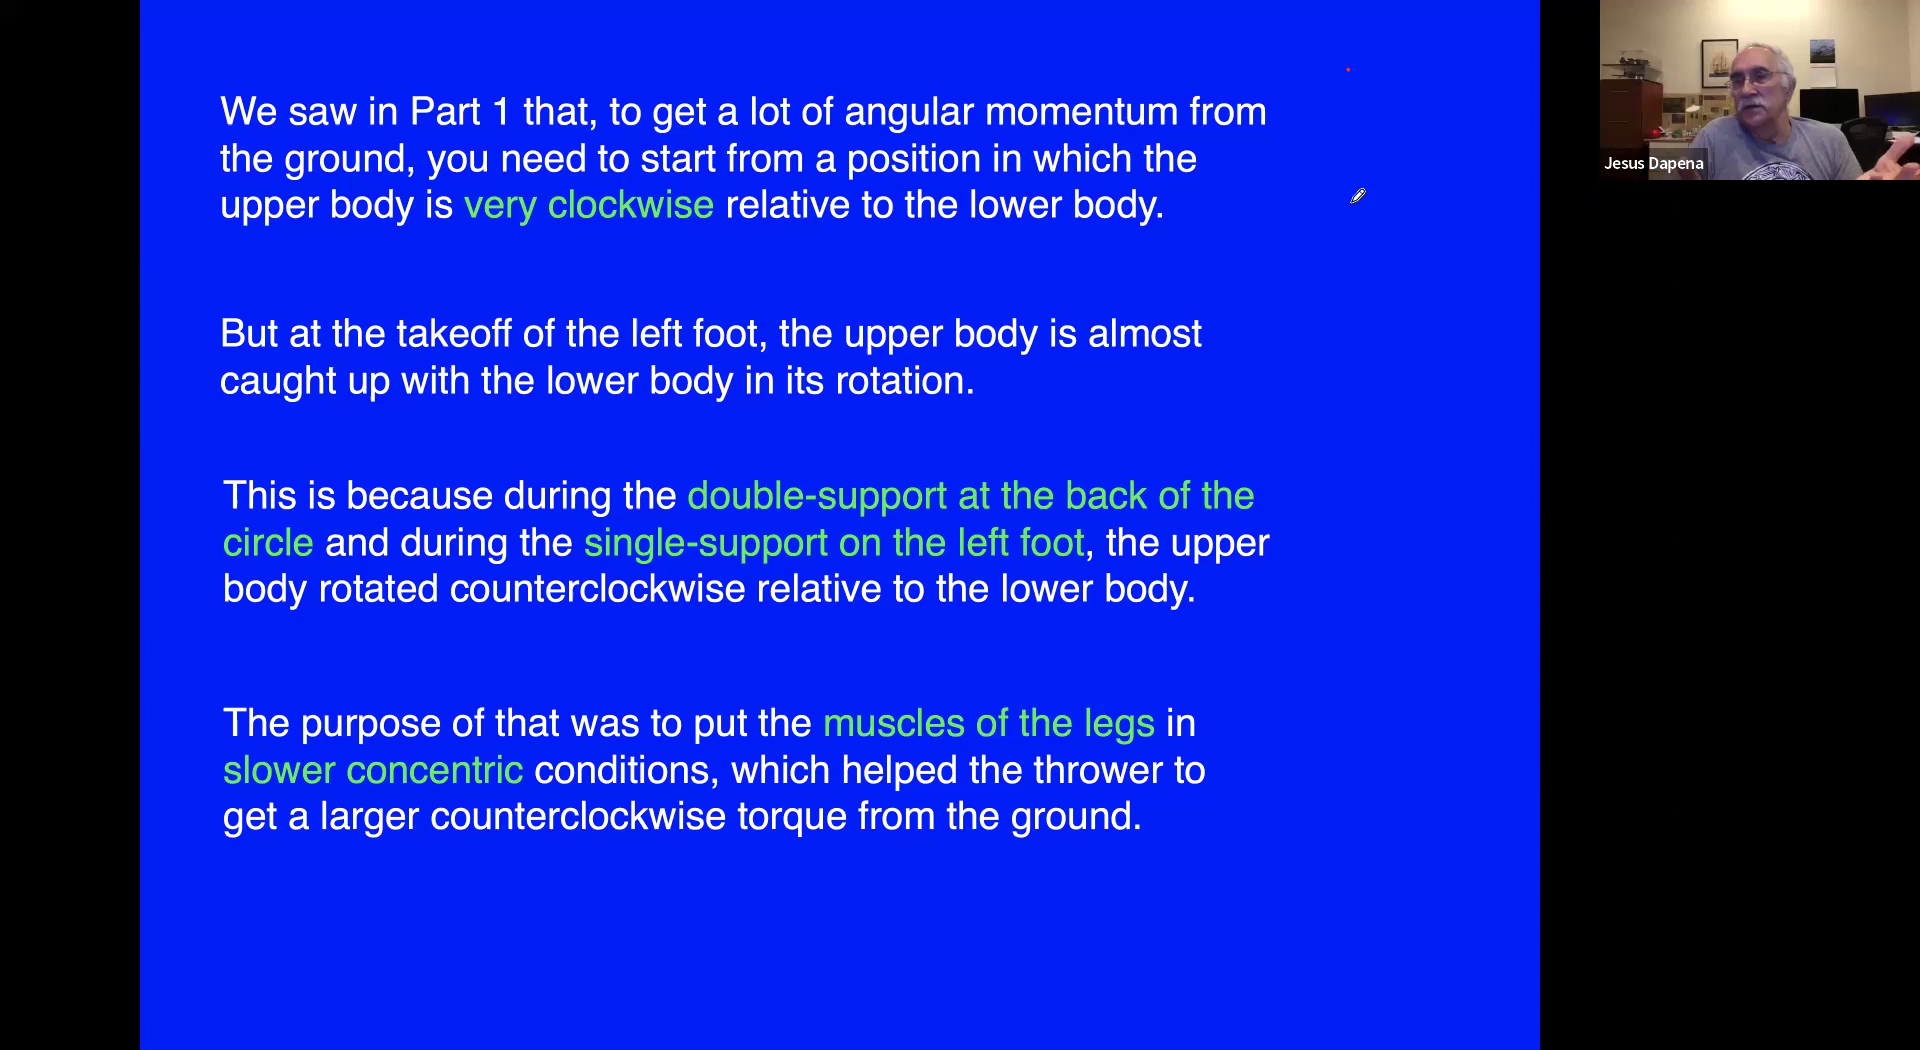 We saw in Part 1 that, to get a lot of angular momentum from
the ground, you need to start from a position in which the
upper body is very clockwise relative to the lower body.
But at the takeoff of the left foot, the upper body is almost
caught up with the lower body in its rotation.
This is because during the double-support at the back of the
circle and during the single-support on the left foot, the upper
body rotated counterclockwise relative to the lower body.
The purpose of that was to put the muscles of the legs in
slower concentric conditions, which helped the thrower to
get a larger counterclockwise torque from the ground.
Jesus Dapena